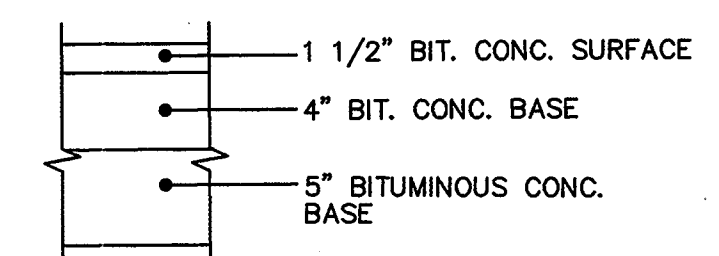 1 1/2" BIT. CONC. SURFACE
4" BIT. CONC. BASE
5" BITUMINOUS CONC.
BASE